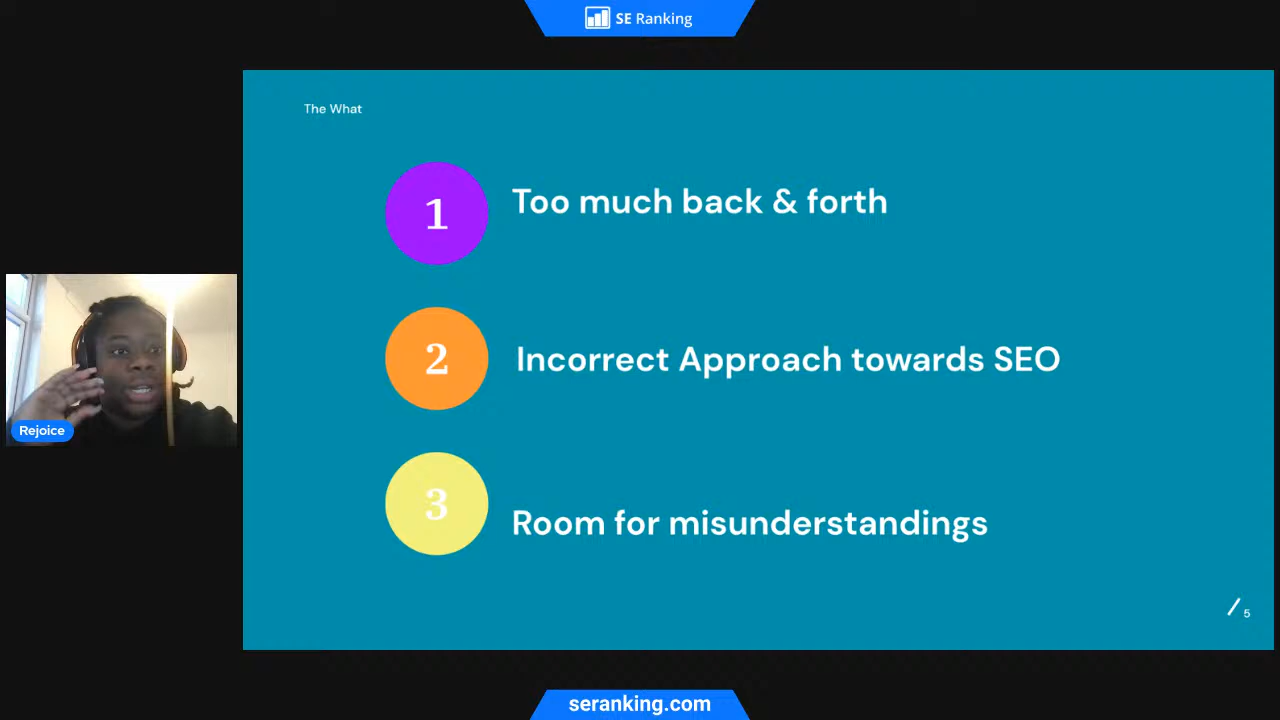 SE Ranking
The What
1
Too much back & forth
2
Incorrect Approach towards SEO
3
Room for misunderstandings
Rejoice
/ 5
seranking.com